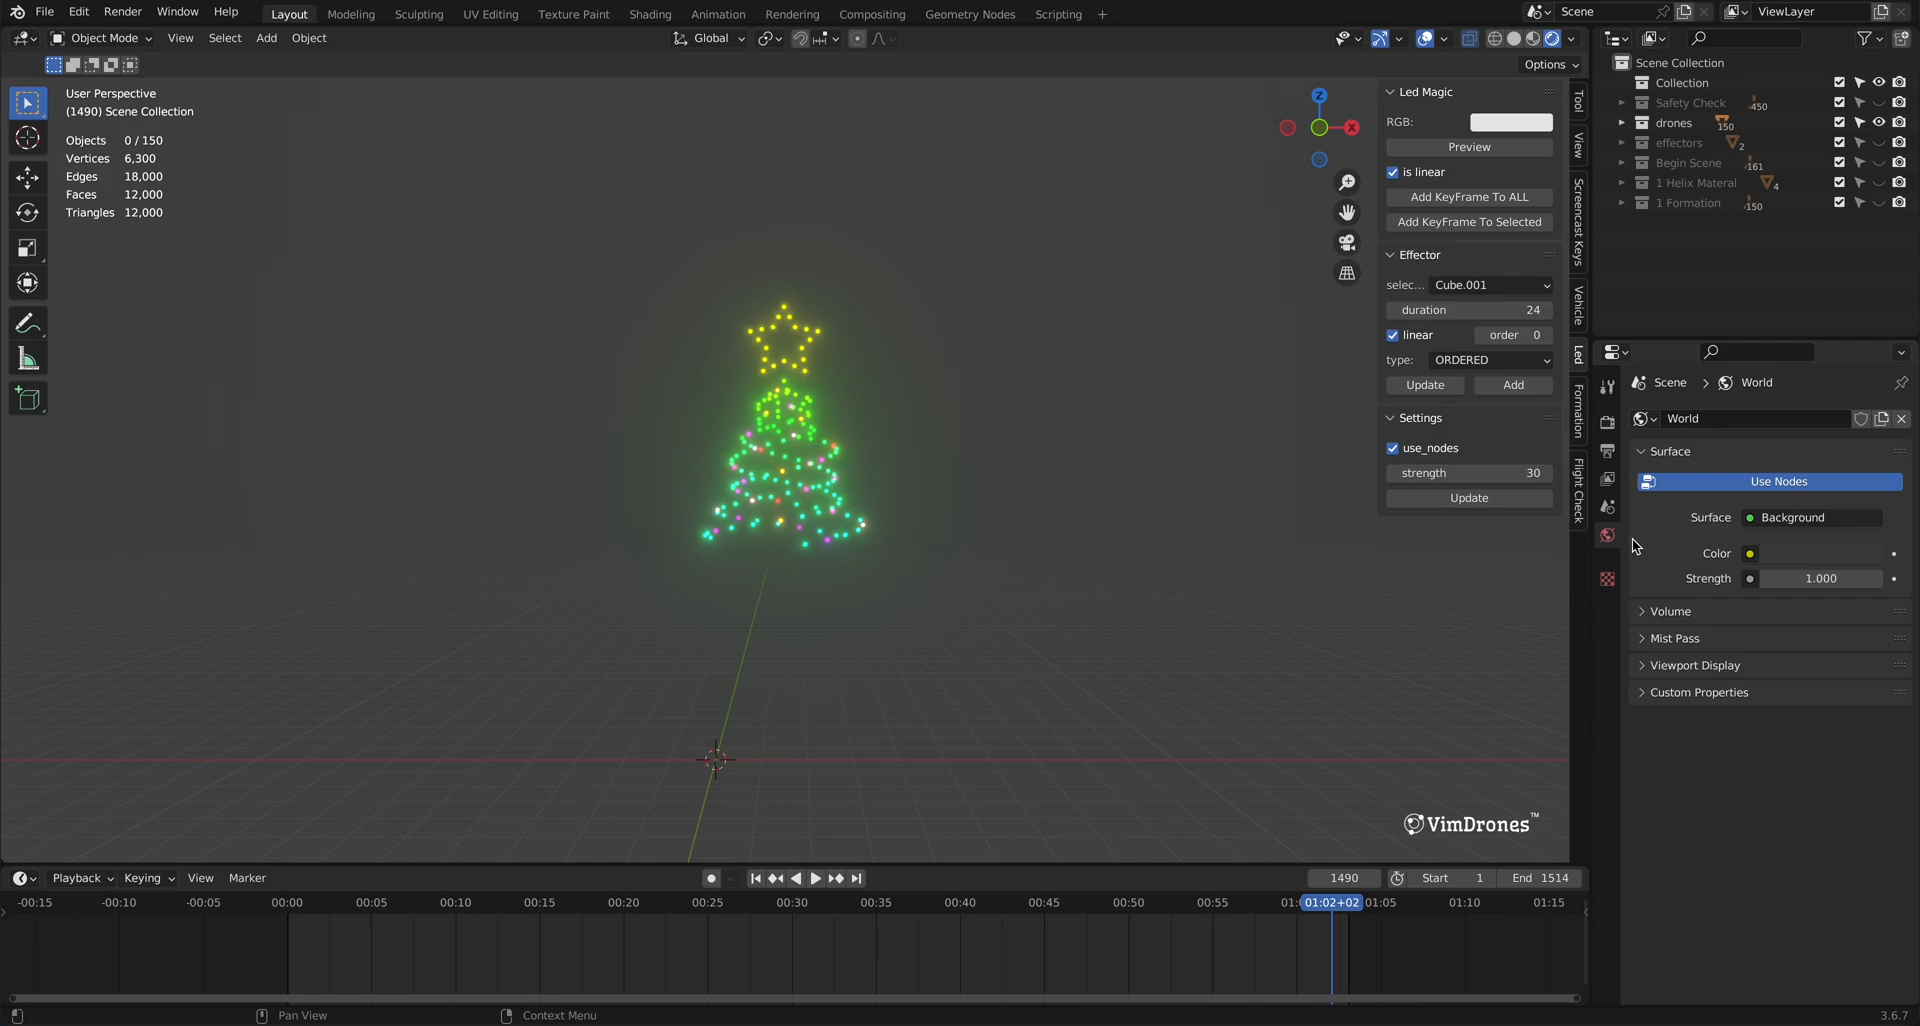 File Edit Render Window Help Layout Modeling Sculpting UV Editing Texture Paint Shading Animation Rendering Compositing Geometry Nodes Scripting + Scene ViewLayer
Object Mode View Select Add Object Global
Options
User Perspective
(1490) Scene Collection
Objects 0 / 150
Vertices 6,300
Edges 18,000
Faces 12,000
Triangles 12,000
Z
X
Led Magic
RGB:
Preview
is linear
Add KeyFrame To ALL
Add KeyFrame To Selected
Effector
selec... Cube.001
duration 24
linear order 0
type: ORDERED
Update Add
Settings
use_nodes
strength 30
Update
Tool
View
Screencast Keys
Vehicle
Led
Formation
Flight Check
VimDrones™
Scene Collection
Collection
Safety Check 450
drones 150
effectors 2
Begin Scene 161
1 Helix Materal 4
1 Formation 150
Scene > World
World
Surface
Use Nodes
Surface Background
Color
Strength 1.000
Volume
Mist Pass
Viewport Display
Custom Properties
Playback Keying View Marker 1490 Start 1 End 1514
-00:15 -00:10 -00:05 00:00 00:05 00:10 00:15 00:20 00:25 00:30 00:35 00:40 00:45 00:50 00:55 01:02+02 01:05 01:10 01:15
Pan View Context Menu 3.6.7